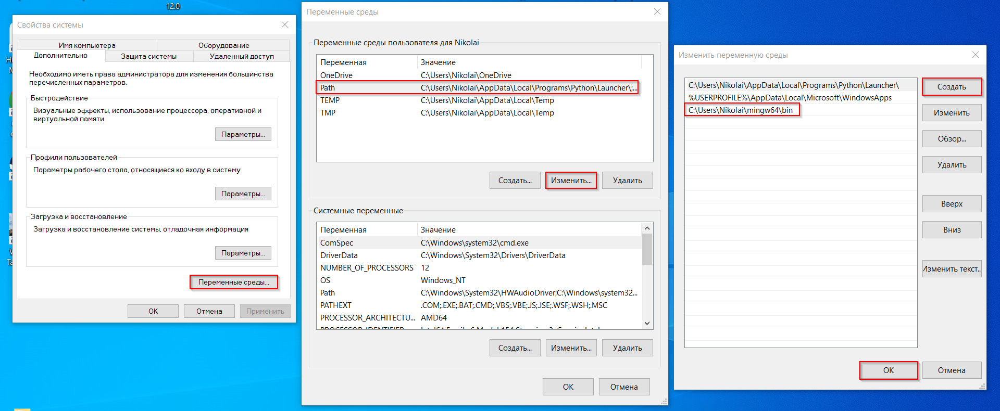 12.0
Свойства системы
Имя компьютера
Оборудование
Дополнительно
Защита системы
Удаленный доступ
Необходимо иметь права администратора для изменения большинства
перечисленных параметров.
Быстродействие
Визуальные эффекты, использование процессора, оперативной и
виртуальной памяти
Параметры...
Профили пользователей
Параметры рабочего стола, относящиеся ко входу в систему
Параметры...
Загрузка и восстановление
Загрузка и восстановление системы, отладочная информация
Параметры...
Переменные среды...
ОК
Отмена
Применить
Переменные среды
Переменные среды пользователя для Nikolai
Переменная Значение
OneDrive C:\Users\Nikolai\OneDrive
Path C:\Users\Nikolai\AppData\Local\Programs\Python\Launcher\;...
TEMP C:\Users\Nikolai\AppData\Local\Temp
TMP C:\Users\Nikolai\AppData\Local\Temp
Создать...
Изменить...
Удалить
Системные переменные
Переменная Значение
ComSpec C:\Windows\system32\cmd.exe
DriverData C:\Windows\System32\Drivers\DriverData
NUMBER_OF_PROCESSORS 12
OS Windows_NT
Path C:\Windows\System32\HWAudioDriver;C:\Windows\system32...
PATHEXT .COM;.EXE;.BAT;.CMD;.VBS;.VBE;.JS;.JSE;.WSF;.WSH;.MSC
PROCESSOR_ARCHITECTU... AMD64
Создать...
Изменить...
Удалить
ОК
Отмена
Изменить переменную среды
C:\Users\Nikolai\AppData\Local\Programs\Python\Launcher\
%USERPROFILE%\AppData\Local\Microsoft\WindowsApps
C:\Users\Nikolai\mingw64\bin
Создать
Изменить
Обзор...
Удалить
Вверх
Вниз
Изменить текст..
ОК
Отмена